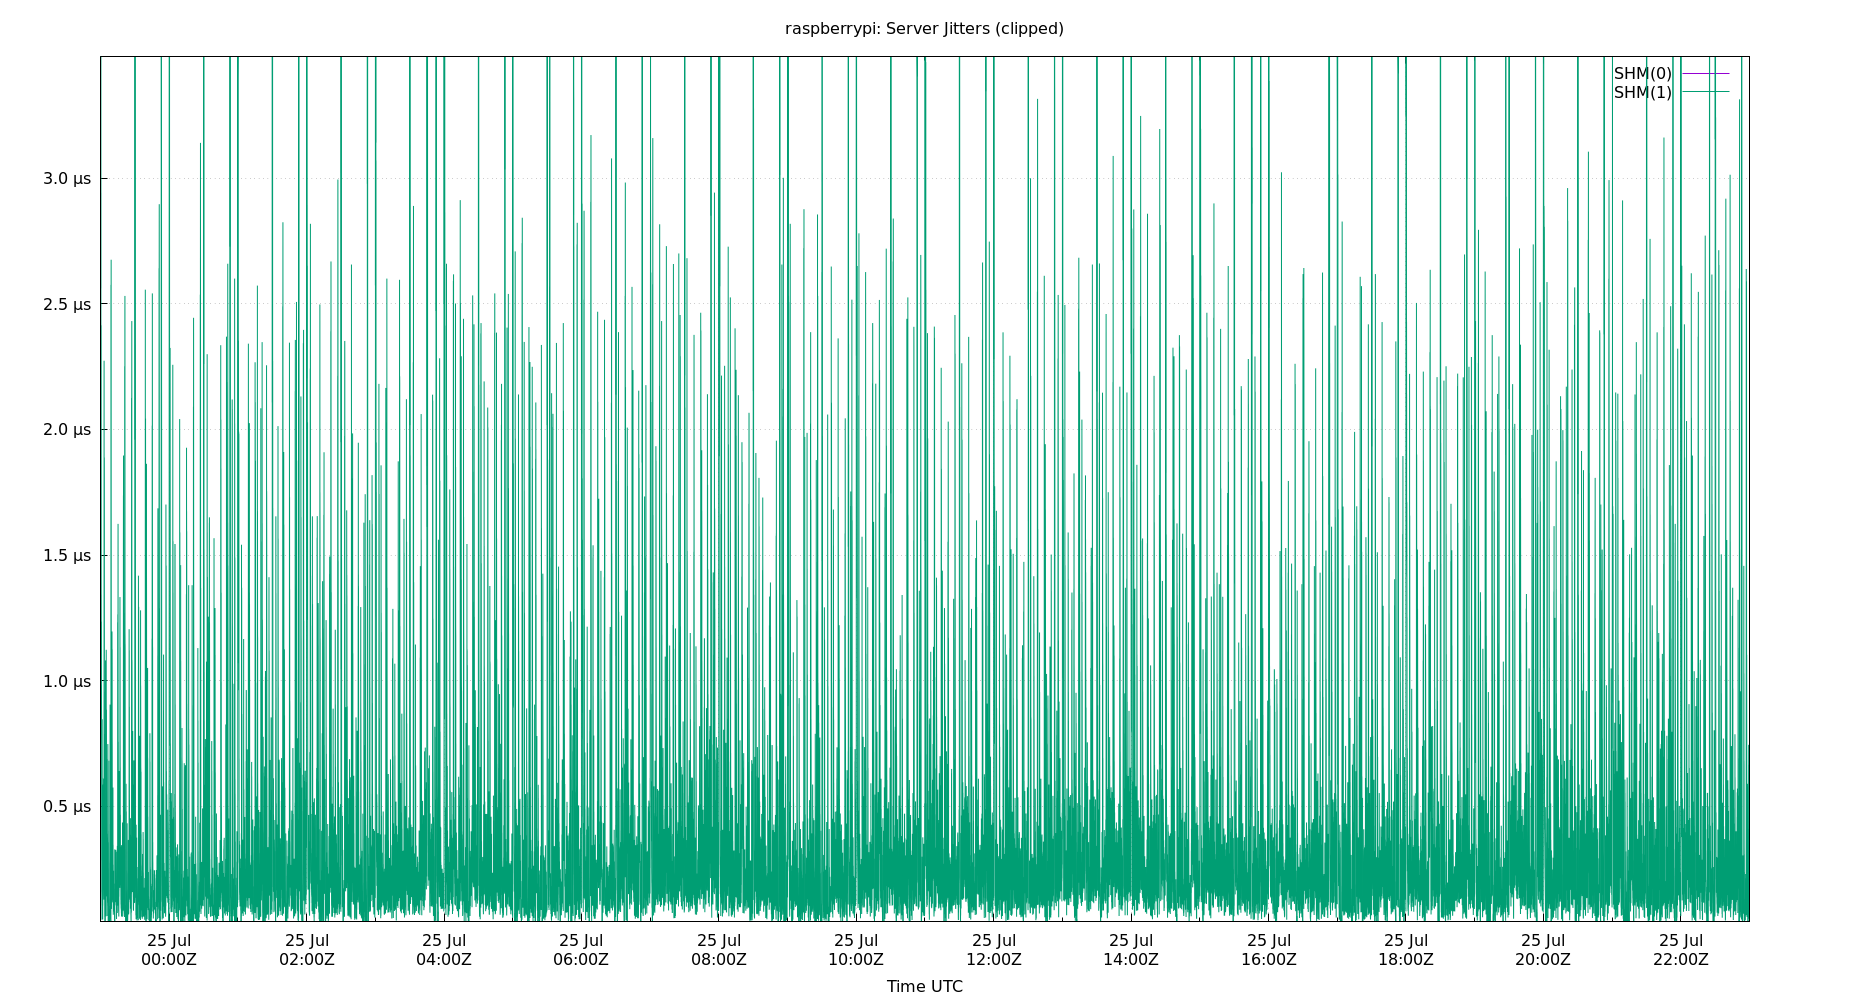 raspberrypi: Server Jitters (clipped)
SHM(0)
SHM(1)
3.0 µs
2.5 µs
2.0 µs
1.5 µs
1.0 µs
0.5 µs
25 Jul 25 Jul 25 Jul 25 Jul 25 Jul 25 Jul 25 Jul 25 Jul 25 Jul 25 Jul 25 Jul 25 Jul
00:00Z 02:00Z 04:00Z 06:00Z 08:00Z 10:00Z 12:00Z 14:00Z 16:00Z 18:00Z 20:00Z 22:00Z
Time UTC